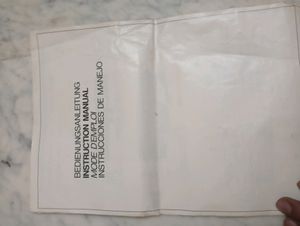 BEDIENUNGSANLEITUNG
INSTRUCTION MANUAL
MODE D'EMPLOI
INSTRUCCIONES DE MANEJO